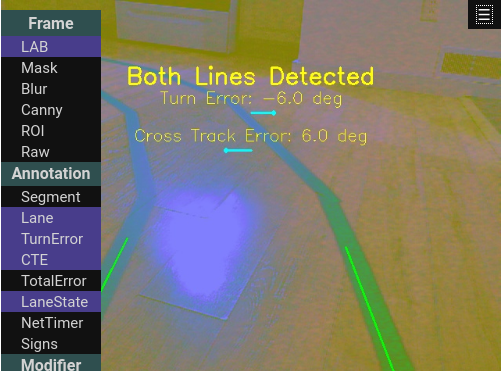 Frame
LAB
Mask
Blur
Canny
ROI
Raw
Annotation
Segment
Lane
TurnError
CTE
TotalError
LaneState
NetTimer
Signs
Modifier
Both Lines Detected
Turn Error: −6.0 deg
Cross Track Error: 6.0 deg